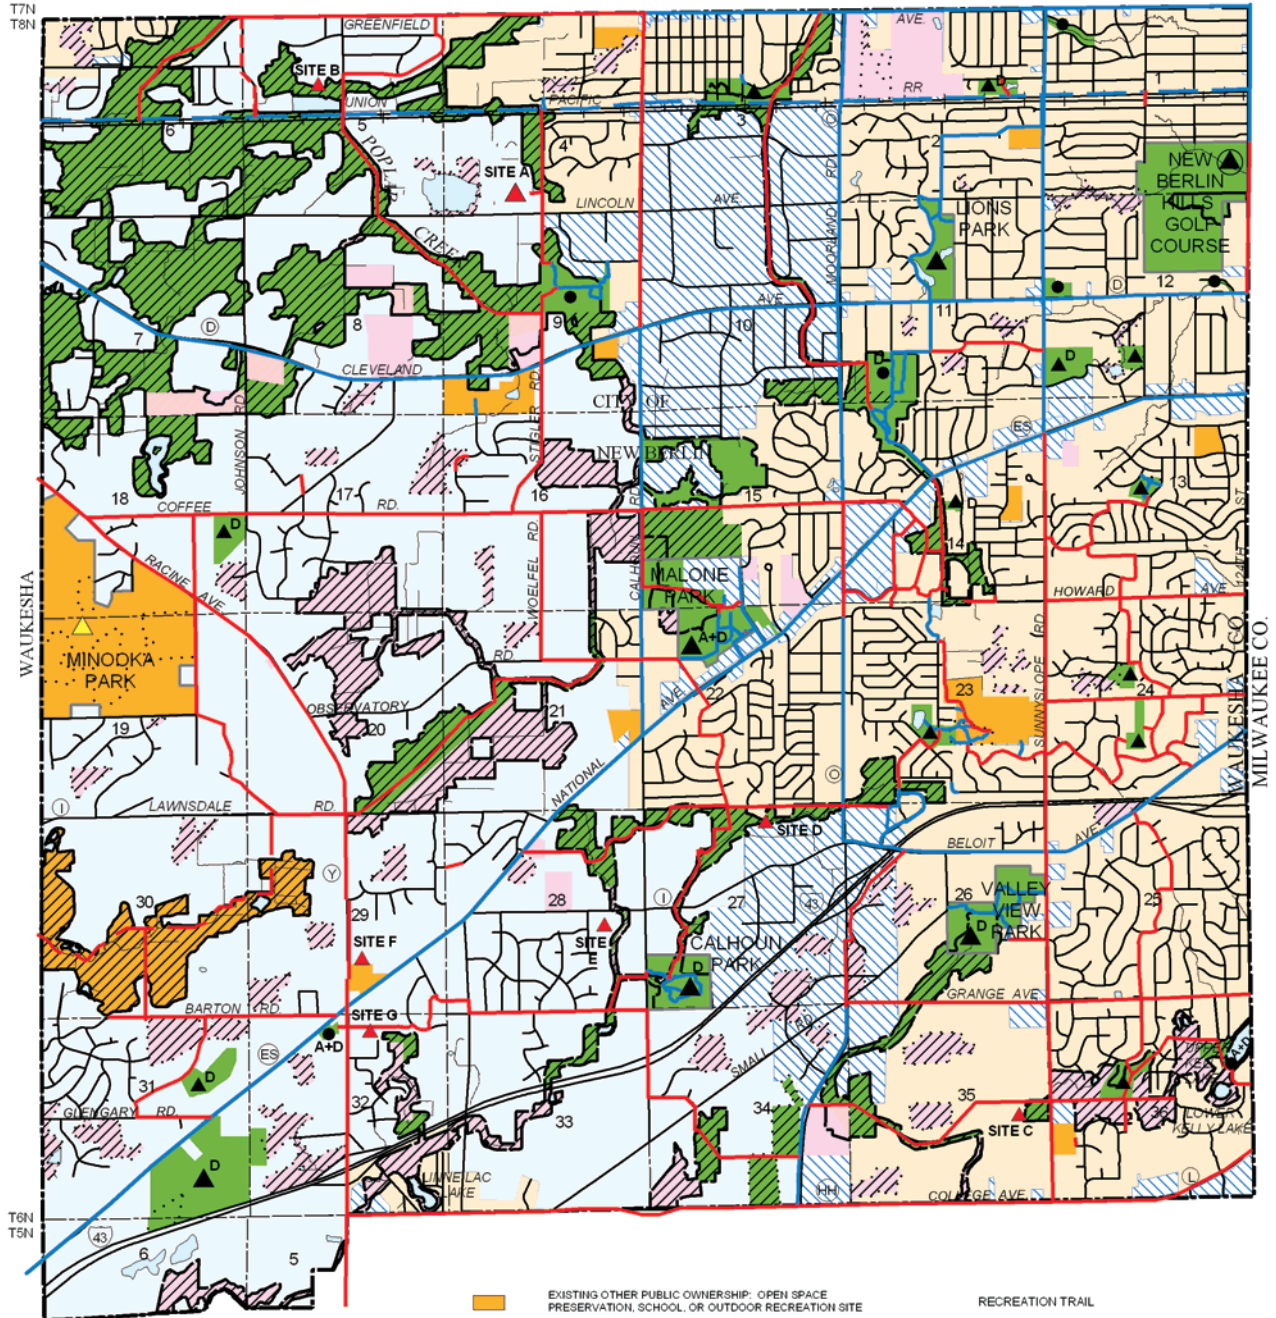 T7N
T8N
GREENFIELD
AVE.
SITE B
D
RR
1
UNION
PACIFIC
6
5
3
2
4
POPLAR
CREEK
SITE A
LINCOLN
AVE.
MOORLAND
RD.
LIONS
PARK
NEW
BERLIN
HILLS
GOLF
COURSE
D
12
7
D
8
9
10
AVE.
11
CLEVELAND
D
D
CITY OF
ES
NEW BERLIN
JOHNSON RD.
STIGLER RD.
18
COFFEE
17
RD.
16
15
D
13
D
14
RACINE
AVE.
WOELFEL RD.
CALHOUN RD.
MALONE
PARK
A+D
HOWARD
AVE.
124TH ST.
WAUKESHA
MINOOKA
PARK
RD.
OBSERVATORY
19
20
21
22
AVE.
23
24
SUNNYSLOPE RD.
WAUKESHA CO.
MILWAUKEE CO.
NATIONAL
O
I
LAWNSDALE
RD.
SITE D
BELOIT
AVE.
Y
30
29
28
I
27
43
26
VALLEY
VIEW
PARK
D
25
SITE F
SITE
E
CALHOUN
PARK
D
BARTON RD.
SITE G
GRANGE AVE.
A+D
ES
D
31
SMALL
RD.
A+D
GLENGARY RD.
32
33
34
35
36
SITE C
LOWER
KELLY LAKE
D
LINNIE LAC
LAKE
HH
COLLEGE AVE.
L
T6N
T5N
43
6
5
EXISTING OTHER PUBLIC OWNERSHIP: OPEN SPACE
PRESERVATION, SCHOOL, OR OUTDOOR RECREATION SITE
RECREATION TRAIL